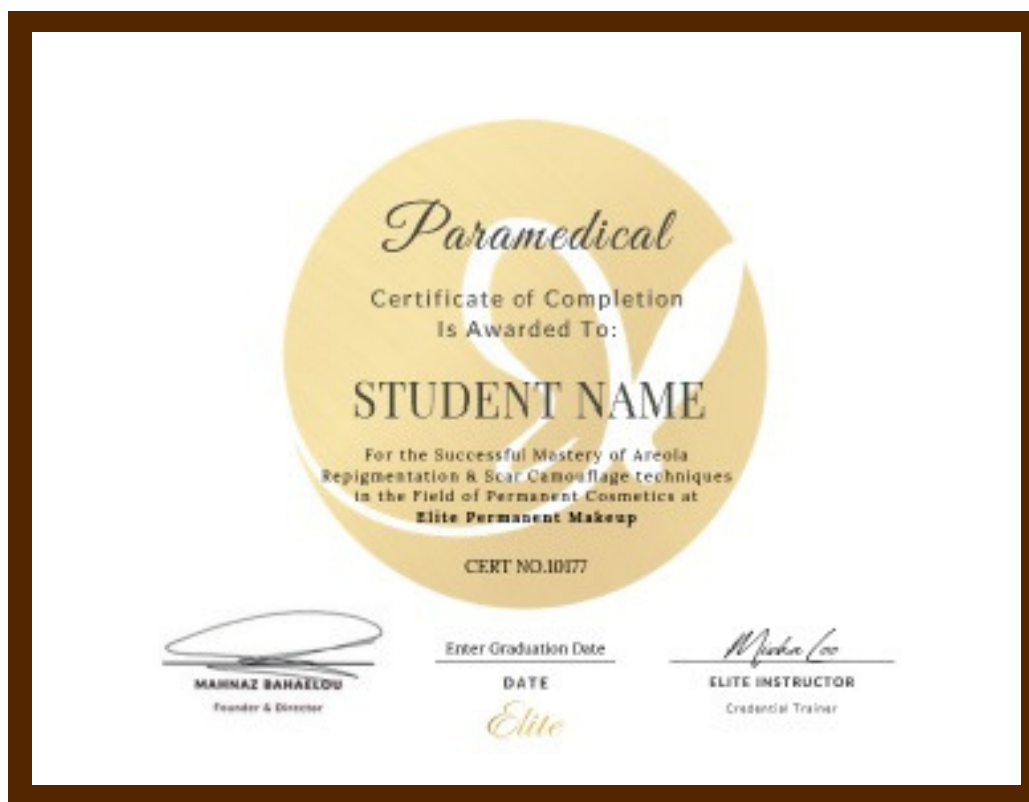 Paramedical
Certificate of Completion
Is Awarded To:
STUDENT NAME
For the Successful Mastery of Areola
Repigmentation & Scar Camouflage techniques
in the Field of Permanent Cosmetics at
Elite Permanent Makeup
CERT NO.10177
Enter Graduation Date
MAHNAZ BAHAELOU
Founder & Director
DATE
Elite
ELITE INSTRUCTOR
Credential Trainer